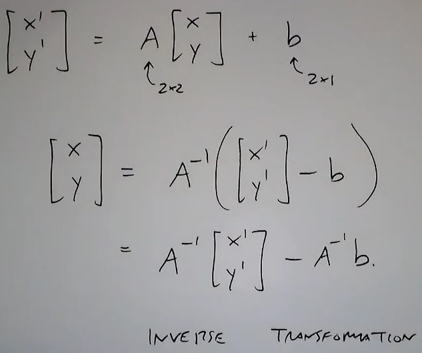 [x' y'] = A [x y] + b
↑ 2×2 ↑ 2×1
[x y] = A⁻¹([x' y'] − b)
= A⁻¹ [x' y'] − A⁻¹b.
INVERSE TRANSFORMATION